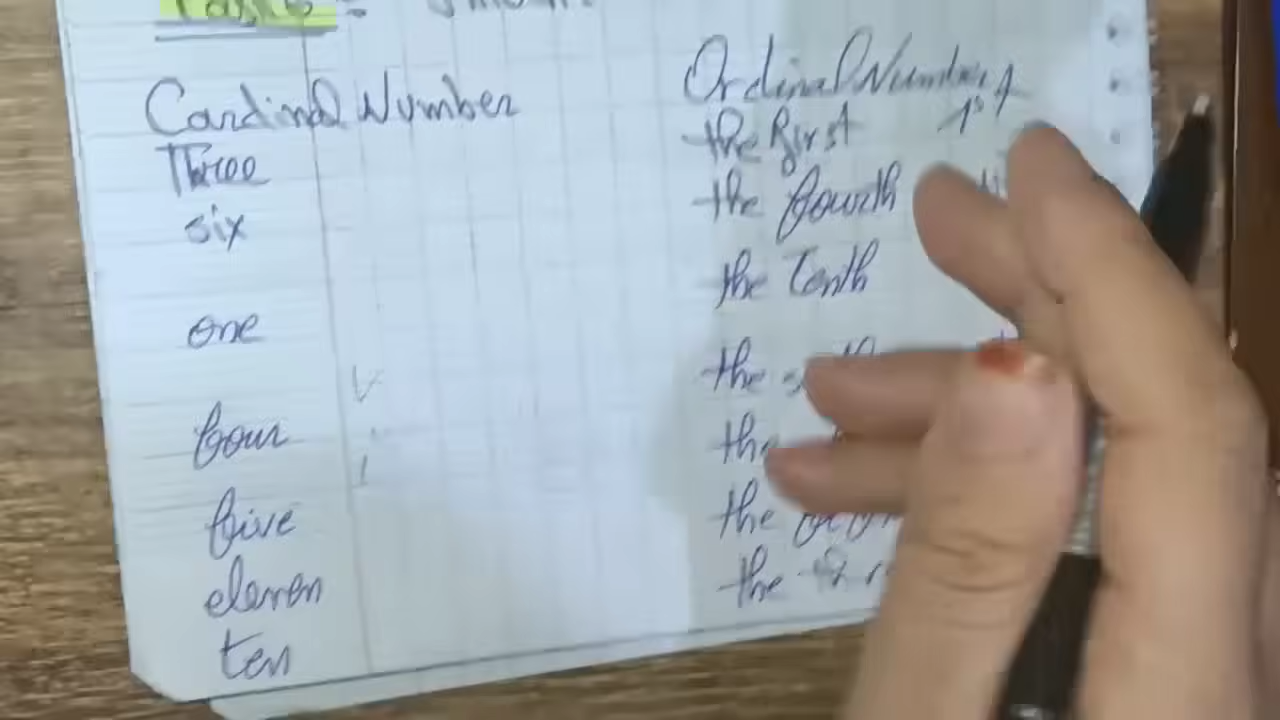 Cardinal Number
Three
six
one
four
five
eleven
ten
Ordinal Number
the first 1st
the fourth
the Tenth
the
the
the
the